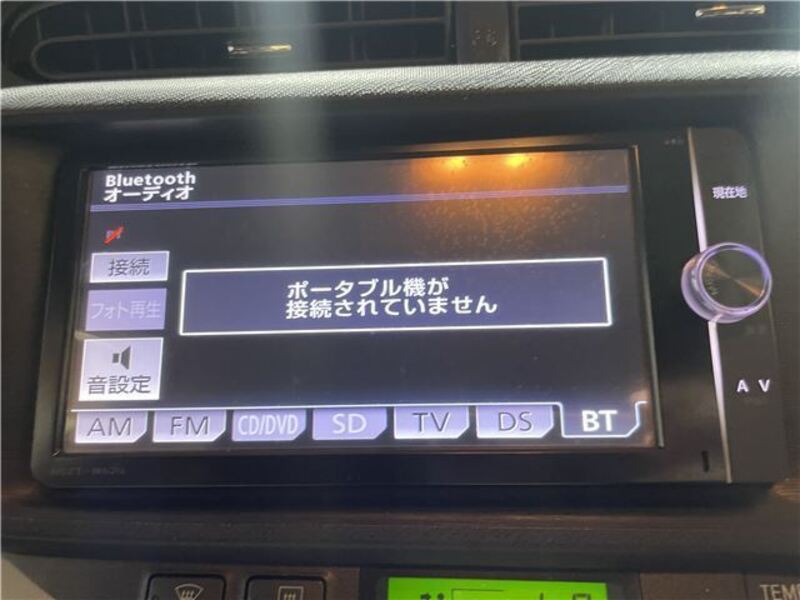 Bluetooth
オーディオ
現在地
接続
ポータブル機が
接続されていません
フォト再生
音設定
A V
AM FM CD/DVD SD TV DS BT
TEMP